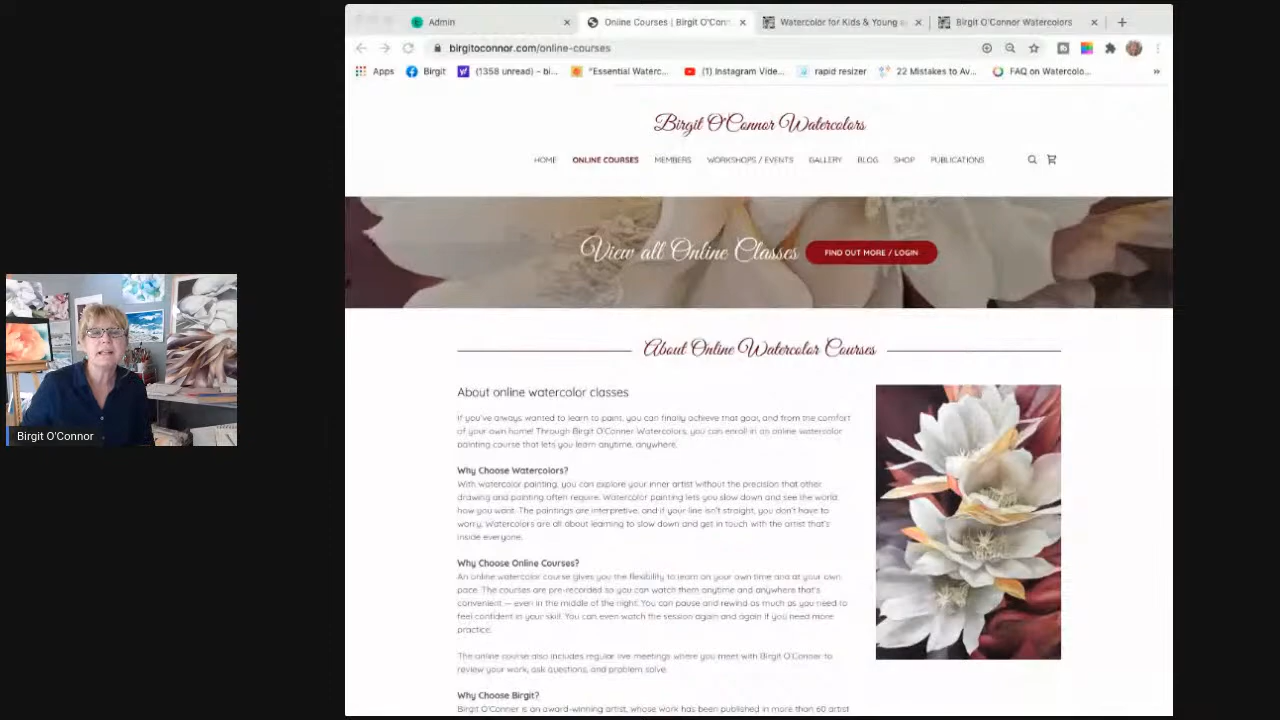 Admin
Online Courses | Birgit O'Con
Watercolor for Kids & Young
Birgit O'Connor Watercolors
birgitoconnor.com/online-courses
Apps
Birgit
(1358 unread) – bi...
"Essential Waterc...
(1) Instagram Vide...
rapid resizer
22 Mistakes to Av...
FAQ on Watercolo...
»
Birgit O'Connor Watercolors
HOME ONLINE COURSES MEMBERS WORKSHOPS / EVENTS GALLERY BLOG SHOP PUBLICATIONS
View all Online Classes
FIND OUT MORE / LOGIN
About Online Watercolor Courses
About online watercolor classes
If you've always wanted to learn to paint, you can finally achieve that goal, and from the comfort
of your own home! Through Birgit O'Conner Watercolors, you can enroll in an online watercolor
painting course that lets you learn anytime, anywhere.
Why Choose Watercolors?
With watercolor painting, you can explore your inner artist without the precision that other
drawing and painting often require. Watercolor painting lets you slow down and see the world
how you want. The paintings are interpretive, and if your line isn't straight, you don't have to
worry. Watercolors are all about learning to slow down and get in touch with the artist that's
inside everyone.
Why Choose Online Courses?
An online watercolor course gives you the flexibility to learn on your own time and at your own
pace. The courses are pre-recorded so you can watch them anytime and anywhere that's
convenient — even in the middle of the night. You can pause and rewind as much as you need to
feel confident in your skill. You can even watch the session again and again if you need more
practice.
The online course also includes regular live meetings where you meet with Birgit O'Conner to
review your work, ask questions, and problem solve.
Why Choose Birgit?
Birgit O'Conner is an award-winning artist, whose work has been published in more than 60 artist
Birgit O'Connor